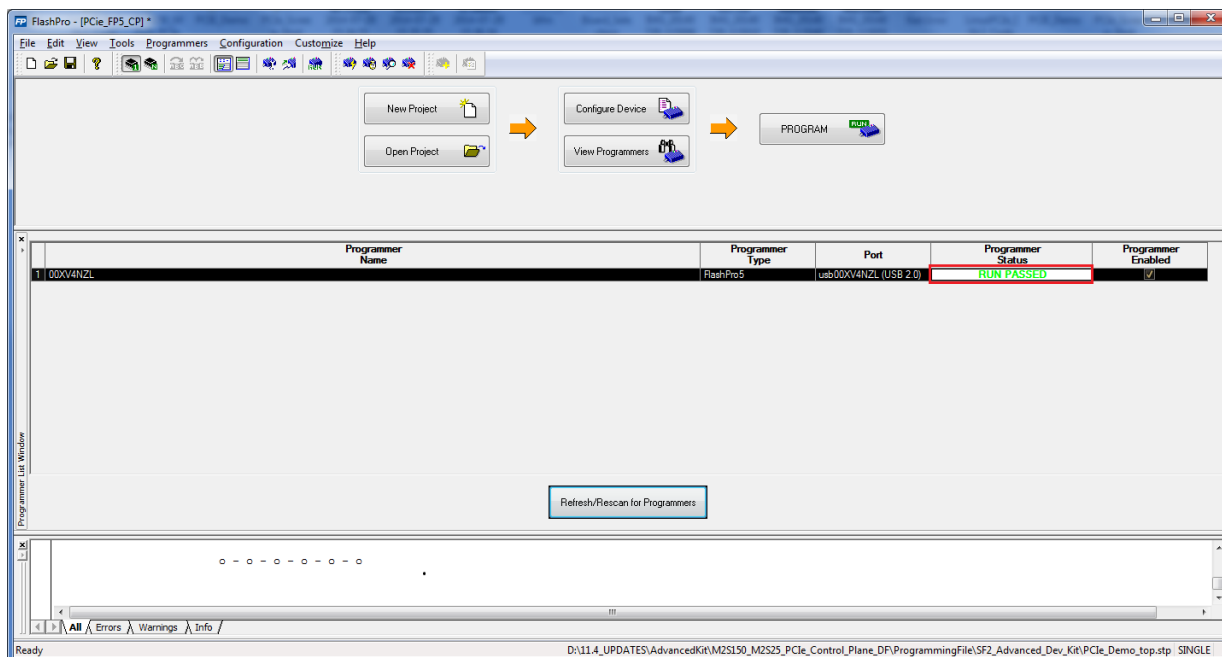 FlashPro - [PCie_FP5_CP] *
File Edit View Tools Programmers Configuration Customize Help
New Project
Configure Device
PROGRAM
RUN
Open Project
View Programmers
Programmer Name
Programmer Type
Port
Programmer Status
Programmer Enabled
1 00XV4NZL FlashPro5 usb00XV4NZL (USB 2.0) RUN PASSED
Programmer List Window
Refresh/Rescan for Programmers
o - o - o - o - o - o
All Errors Warnings Info
Ready D:\11.4_UPDATES\AdvancedKit\M2S150_M2S25_PCIe_Control_Plane_DF\ProgrammingFile\SF2_Advanced_Dev_Kit\PCIe_Demo_top.stp SINGLE